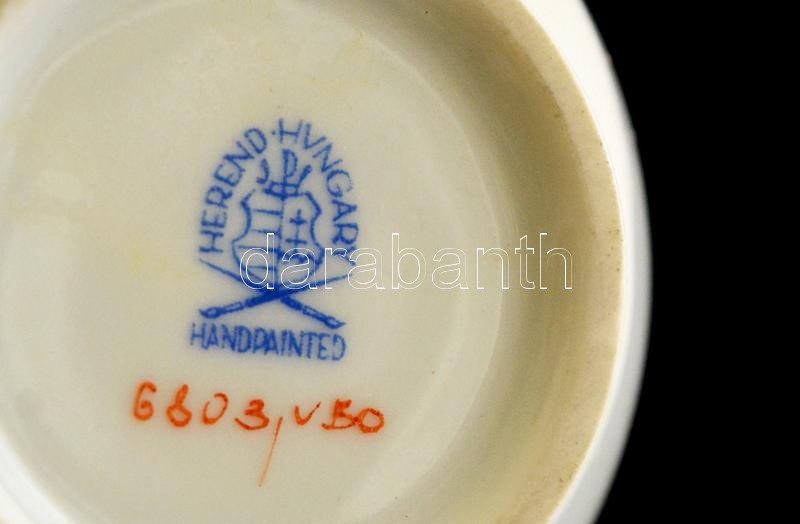 HEREND · HVNGARY
darabanth
HANDPAINTED
6803, VBO